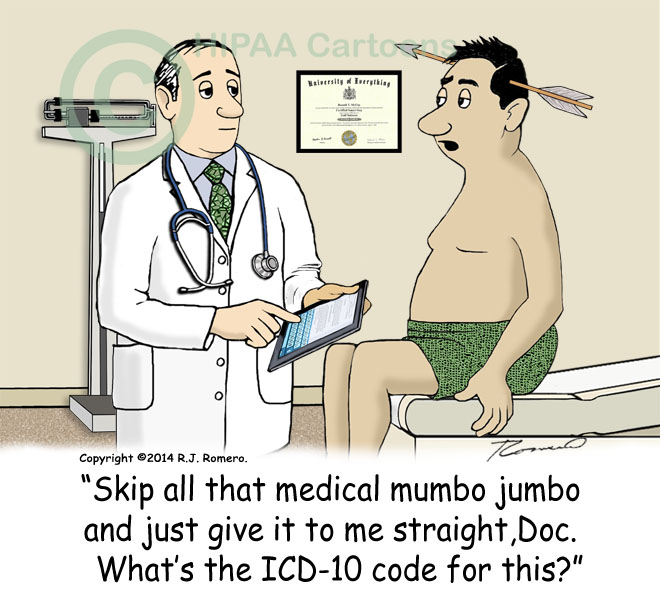 © HIPAA Cartoons
University of Everything
Copyright ©2014 R.J. Romero.
Romero
“Skip all that medical mumbo jumbo
and just give it to me straight,Doc.
What’s the ICD-10 code for this?”